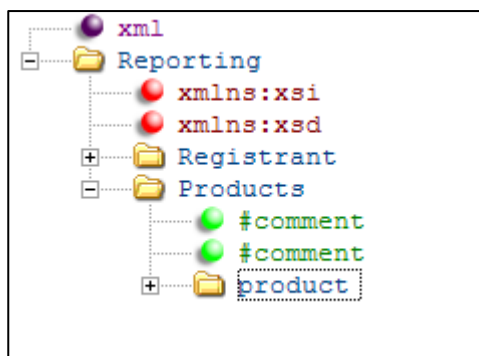 xml
Reporting
xmlns:xsi
xmlns:xsd
Registrant
Products
#comment
#comment
product